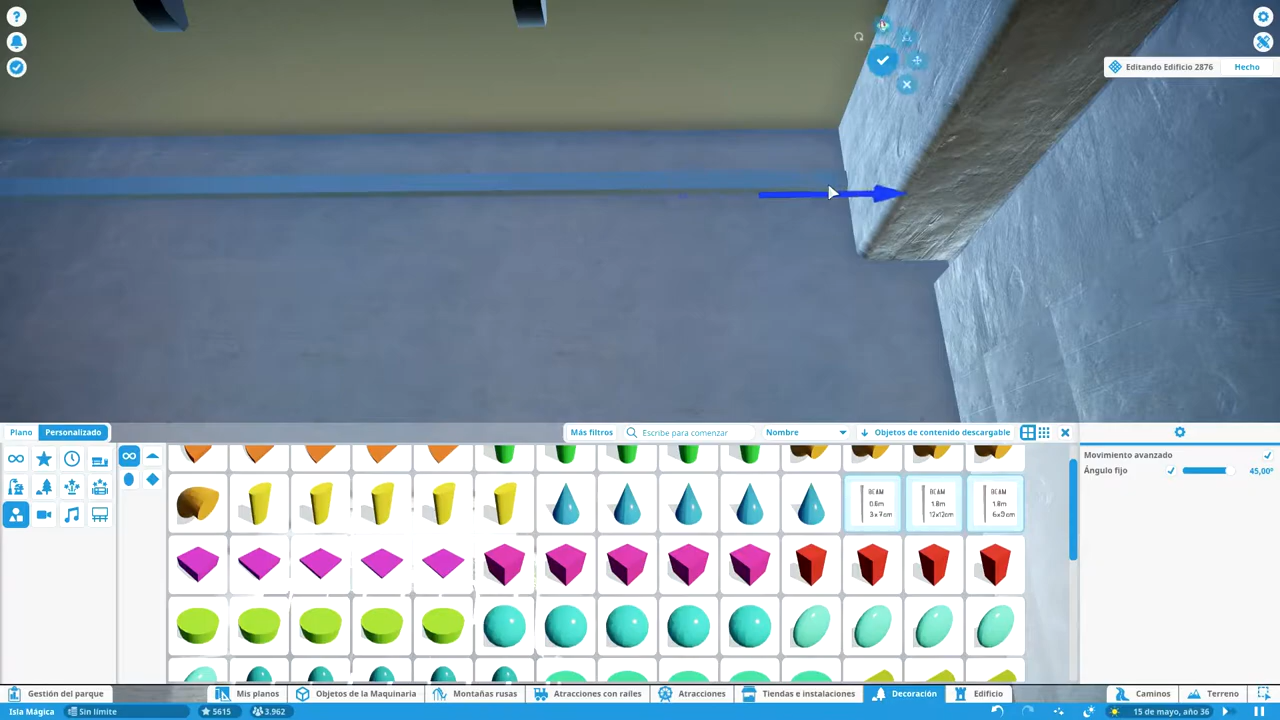 Editando Edificio 2876 Hecho
Plano Personalizado
Más filtros Escribe para comenzar Nombre Objetos de contenido descargable
Movimiento avanzado
Ángulo fijo 45,00°
BEAM 0.6m 3x7cm
BEAM 1.8m 12x12cm
BEAM 1.8m 6x9cm
Gestión del parque Mis planos Objetos de la Maquinaria Montañas rusas Atracciones con raíles Atracciones Tiendas e instalaciones Decoración Edificio Caminos Terreno
Isla Mágica Sin límite 5615 3.962 15 de mayo, año 36